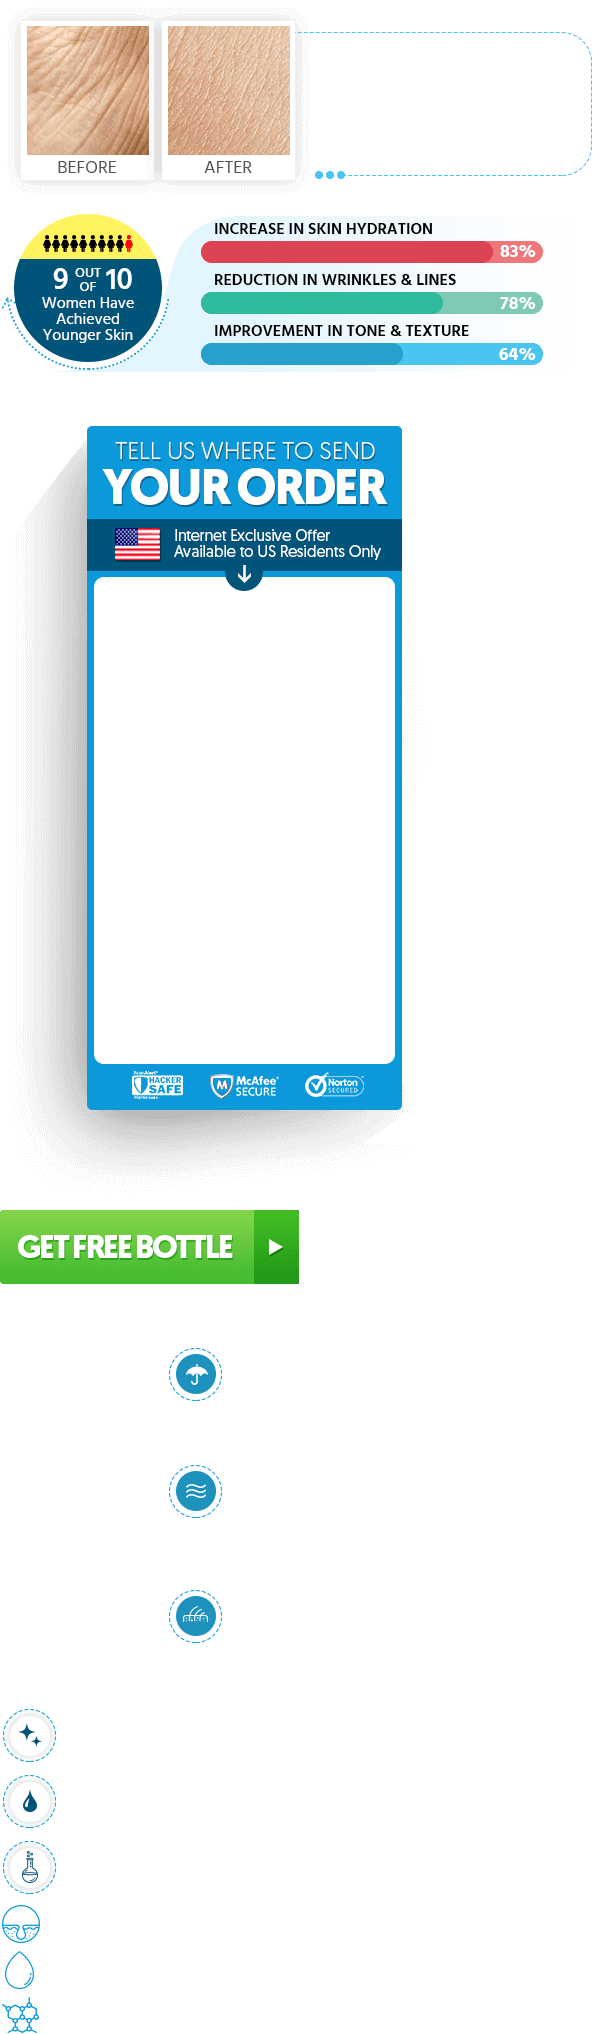 BEFORE
AFTER
9 OUT OF 10
Women Have
Achieved
Younger Skin
INCREASE IN SKIN HYDRATION
83%
REDUCTION IN WRINKLES & LINES
78%
IMPROVEMENT IN TONE & TEXTURE
64%
TELL US WHERE TO SEND
YOUR ORDER
Internet Exclusive Offer
Available to US Residents Only
HACKER
SAFE
M
McAfee
SECURE
Norton
SECURED
GET FREE BOTTLE